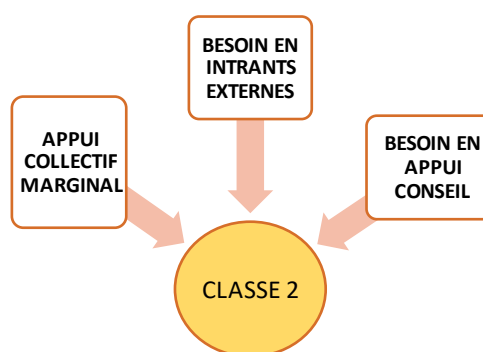 BESOIN EN
INTRANTS
EXTERNES
APPUI
COLLECTIF
MARGINAL
BESOIN EN
APPUI
CONSEIL
CLASSE 2